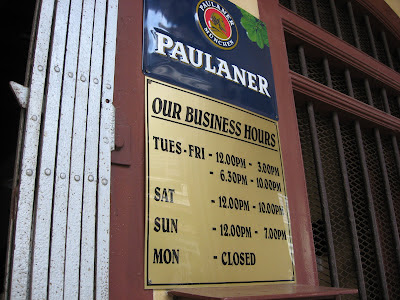 PAULANER
MÜNCHEN
PAULANER
OUR BUSINESS HOURS
TUES - FRI - 12.00PM - 3.00PM
- 6.30PM - 10.00PM
SAT - 12.00PM - 10.00PM
SUN - 12.00PM - 7.00PM
MON - CLOSED